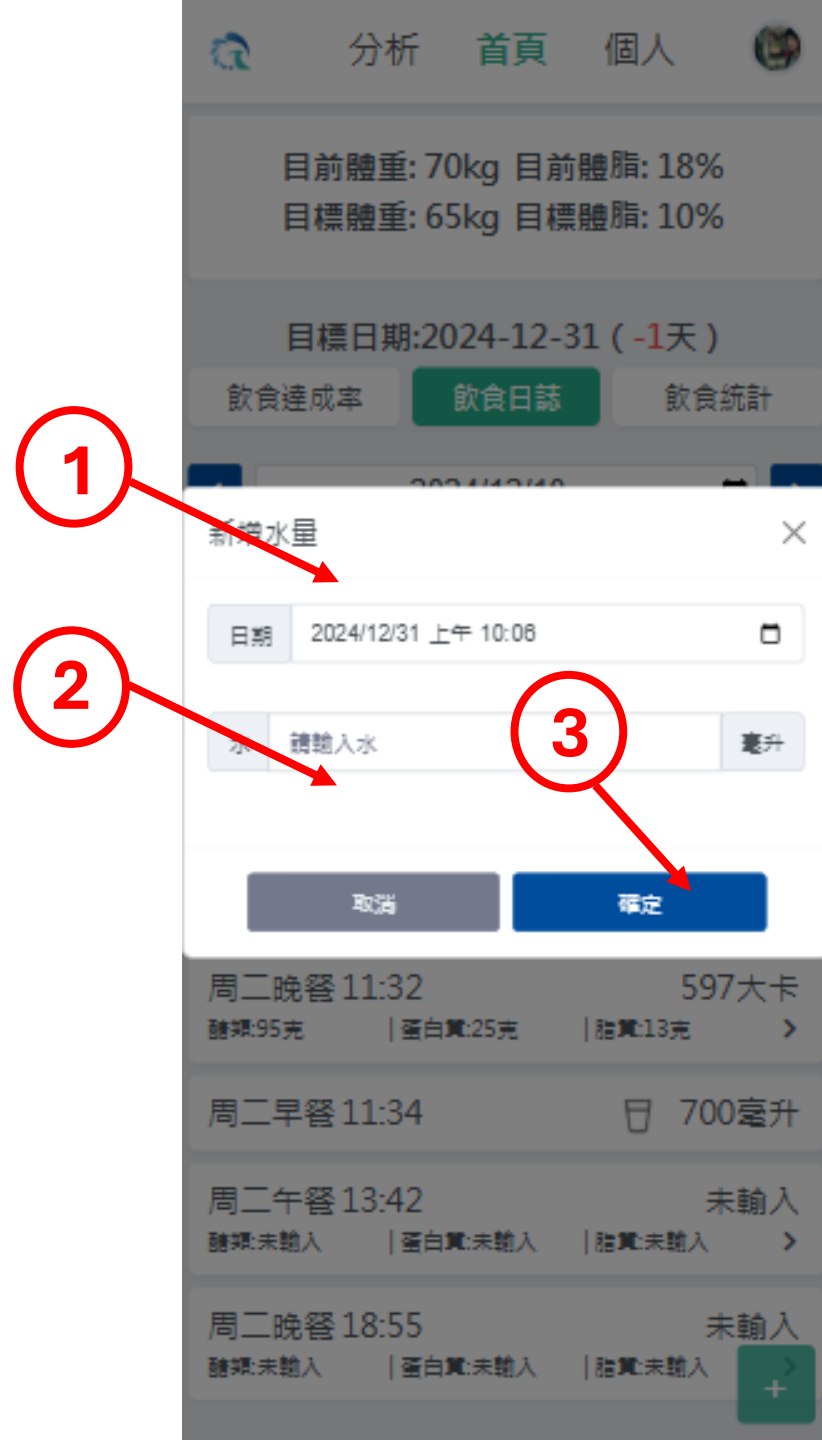 分析 首頁 個人
目前體重: 70kg 目前體脂: 18%
目標體重: 65kg 目標體脂: 10%
目標日期:2024-12-31 ( -1天 )
飲食達成率 飲食日誌 飲食統計
1
新增水量
日期 2024/12/31 上午 10:06
2
3
水 請輸入水 毫升
取消 確定
周二晚餐 11:32 597大卡
醣類:95克 |蛋白質:25克 |脂質:13克
周二早餐 11:34 700毫升
周二午餐 13:42 未輸入
醣類:未輸入 |蛋白質:未輸入 |脂質:未輸入
周二晚餐 18:55 未輸入
醣類:未輸入 |蛋白質:未輸入 |脂質:未輸入
+